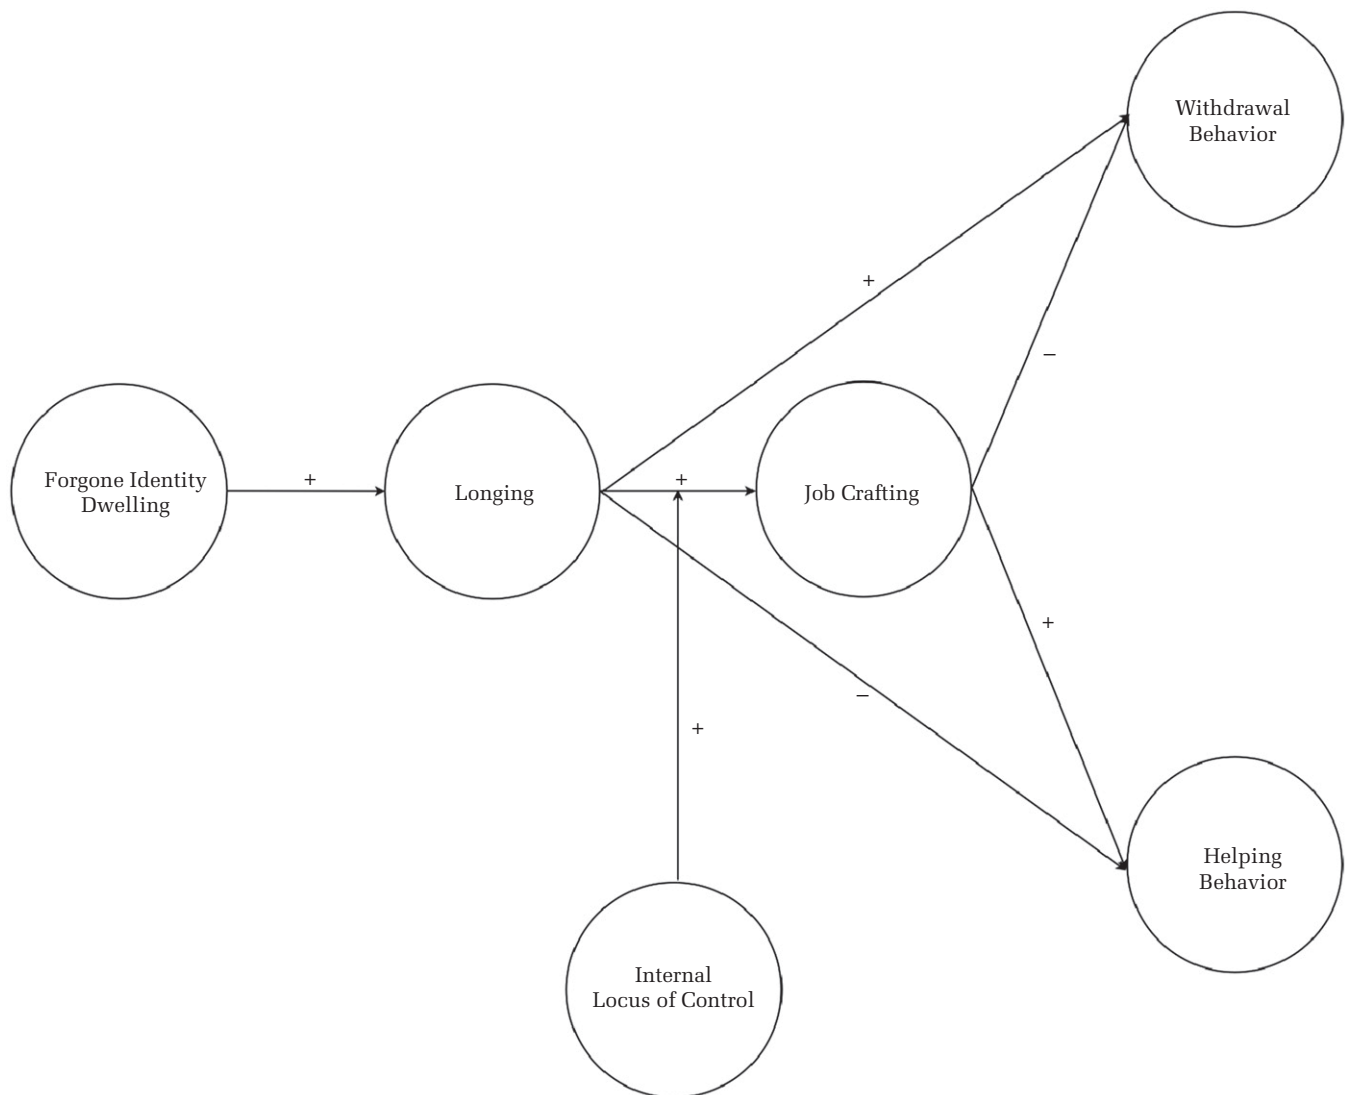 Withdrawal
Behavior
+
−
Forgone Identity
Dwelling
+
Longing
+
Job Crafting
+
−
+
Helping
Behavior
Internal
Locus of Control